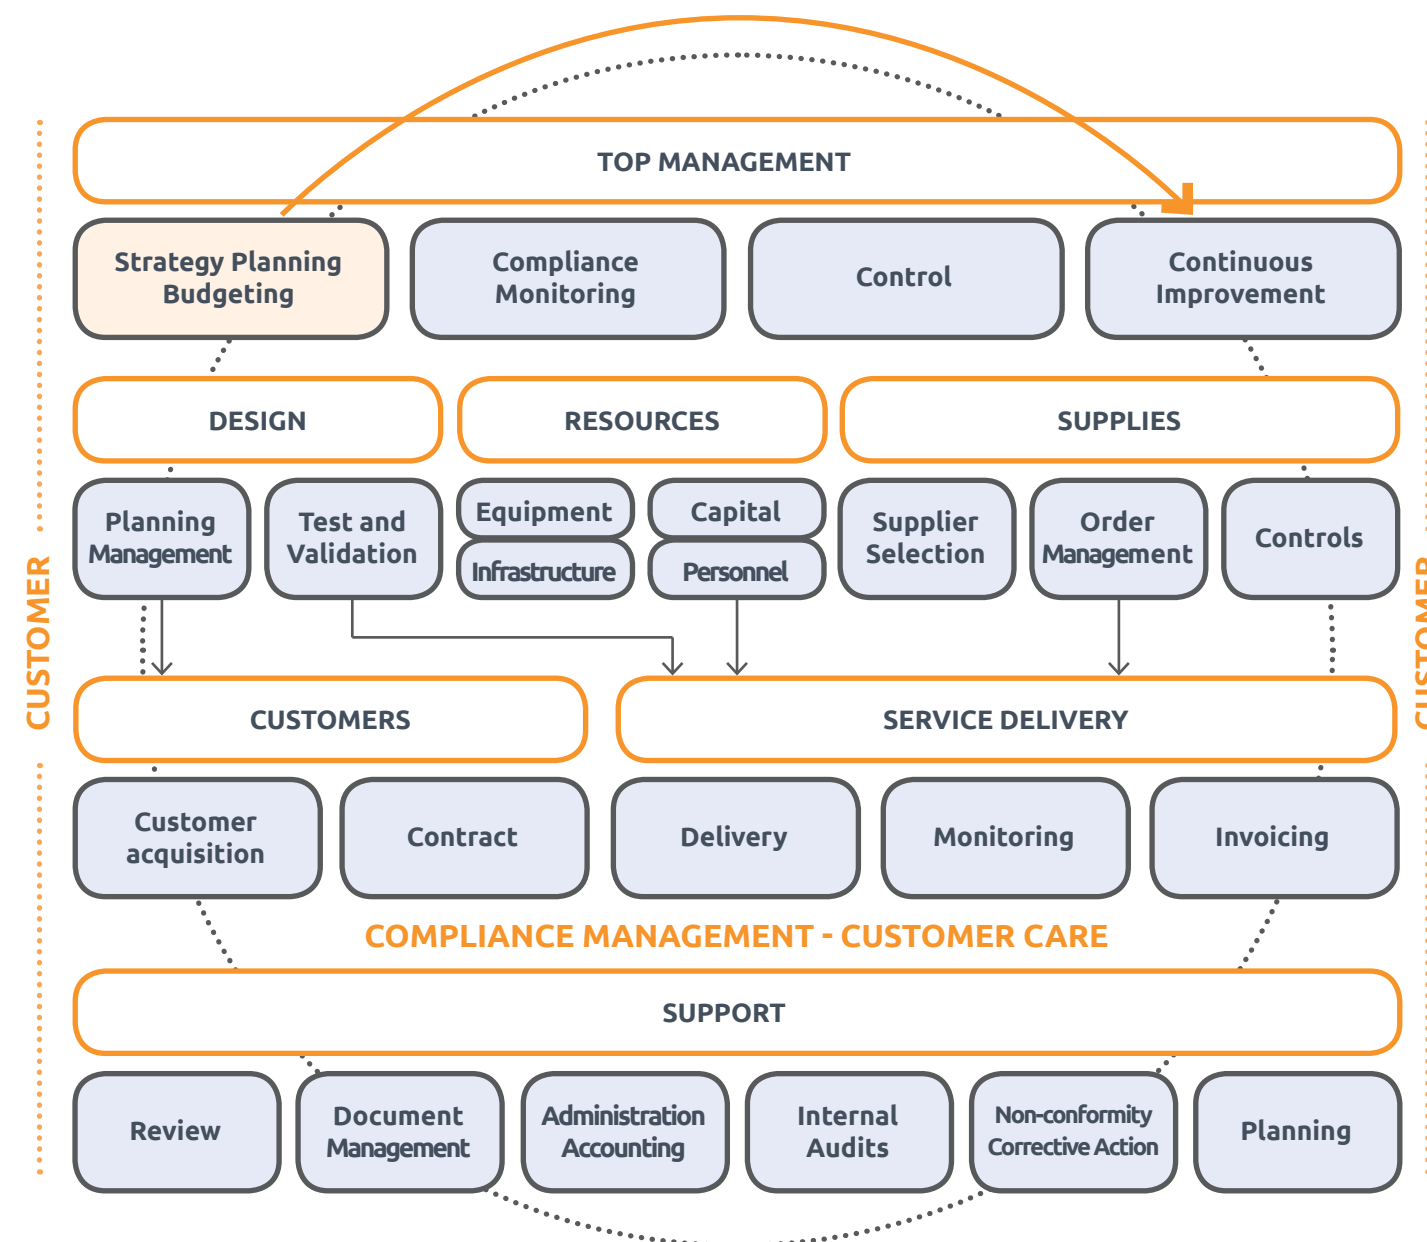 TOP MANAGEMENT
Strategy Planning
Budgeting
Compliance
Monitoring
Control
Continuous
Improvement
DESIGN
RESOURCES
SUPPLIES
Planning
Management
Test and
Validation
Equipment
Infrastructure
Capital
Personnel
Supplier
Selection
Order
Management
Controls
CUSTOMER
CUSTOMER
CUSTOMERS
SERVICE DELIVERY
Customer
acquisition
Contract
Delivery
Monitoring
Invoicing
COMPLIANCE MANAGEMENT - CUSTOMER CARE
SUPPORT
Review
Document
Management
Administration
Accounting
Internal
Audits
Non-conformity
Corrective Action
Planning